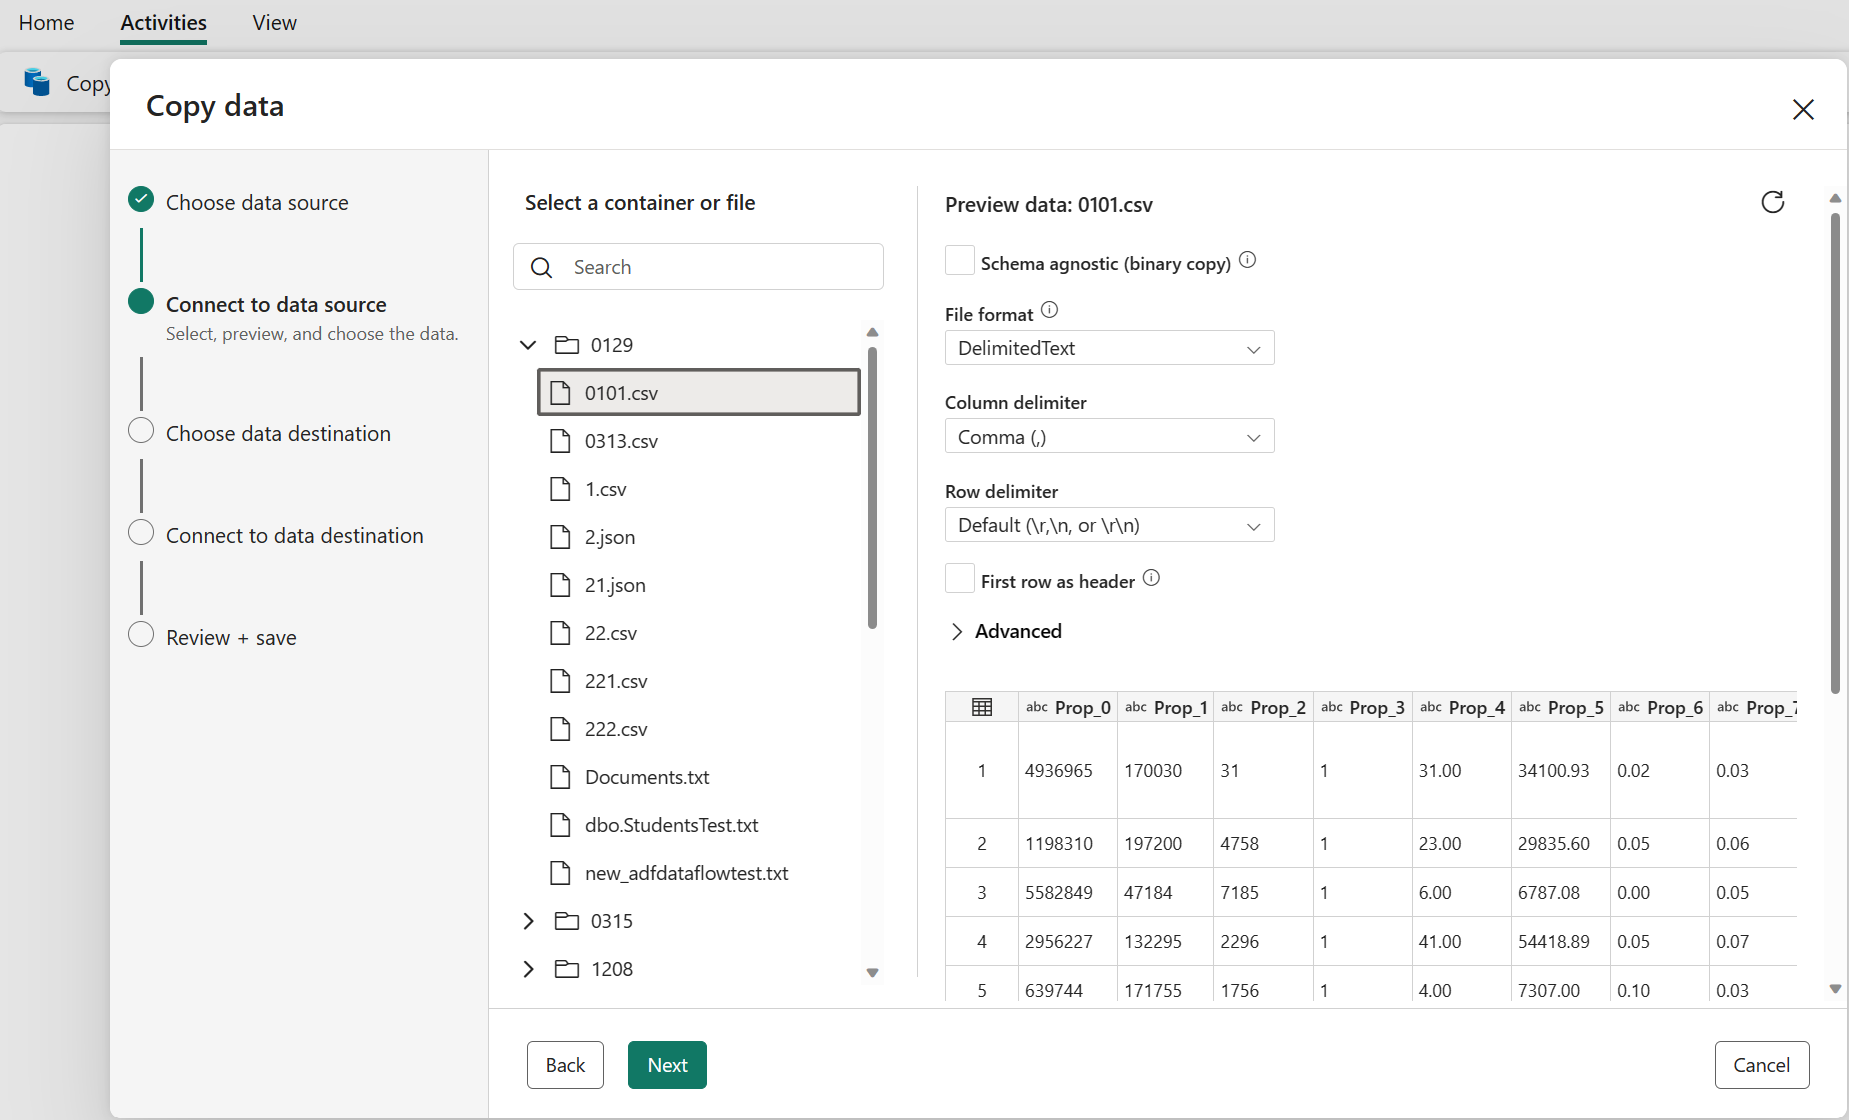 Home Activities View
Copy
Copy data
Choose data source
Connect to data source
Select, preview, and choose the data.
Choose data destination
Connect to data destination
Review + save
Select a container or file
Search
0129
0101.csv
0313.csv
1.csv
2.json
21.json
22.csv
221.csv
222.csv
Documents.txt
dbo.StudentsTest.txt
new_adfdataflowtest.txt
0315
1208
Preview data: 0101.csv
Schema agnostic (binary copy)
File format
DelimitedText
Column delimiter
Comma (,)
Row delimiter
Default (\r,\n, or \r\n)
First row as header
Advanced
abc Prop_0 abc Prop_1 abc Prop_2 abc Prop_3 abc Prop_4 abc Prop_5 abc Prop_6 abc Prop_7
1 4936965 170030 31 1 31.00 34100.93 0.02 0.03
2 1198310 197200 4758 1 23.00 29835.60 0.05 0.06
3 5582849 47184 7185 1 6.00 6787.08 0.00 0.05
4 2956227 132295 2296 1 41.00 54418.89 0.05 0.07
5 639744 171755 1756 1 4.00 7307.00 0.10 0.03
Back Next Cancel